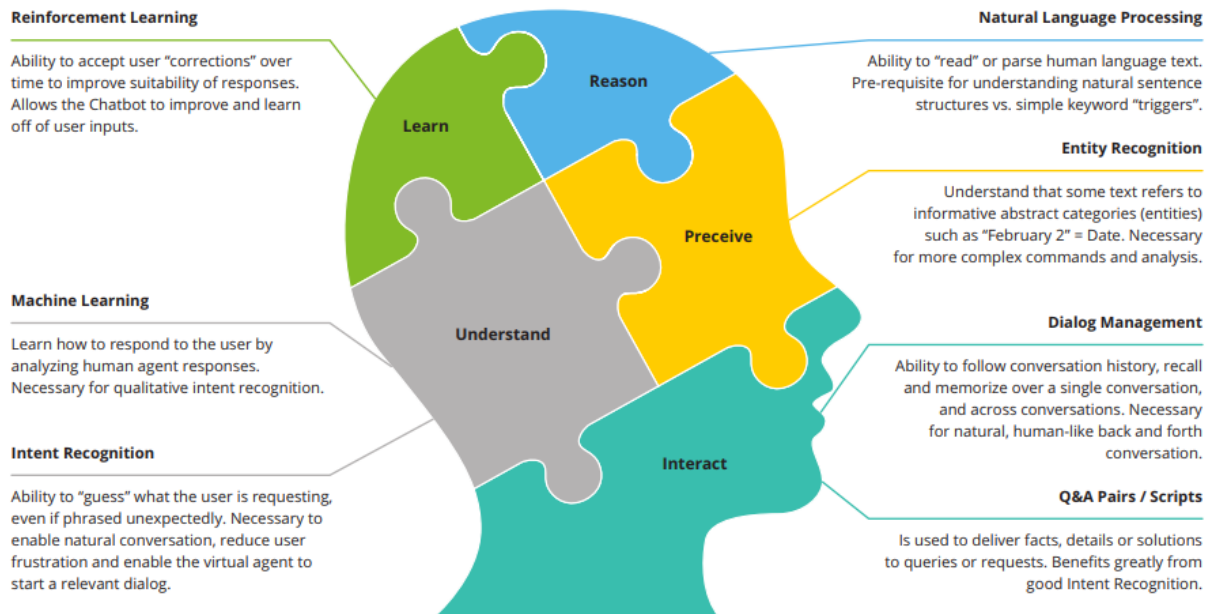 Reinforcement Learning
Ability to accept user “corrections” over
time to improve suitability of responses.
Allows the Chatbot to improve and learn
off of user inputs.
Machine Learning
Learn how to respond to the user by
analyzing human agent responses.
Necessary for qualitative intent recognition.
Intent Recognition
Ability to “guess” what the user is requesting,
even if phrased unexpectedly. Necessary to
enable natural conversation, reduce user
frustration and enable the virtual agent to
start a relevant dialog.
Learn
Reason
Preceive
Understand
Interact
Natural Language Processing
Ability to “read” or parse human language text.
Pre-requisite for understanding natural sentence
structures vs. simple keyword “triggers”.
Entity Recognition
Understand that some text refers to
informative abstract categories (entities)
such as “February 2” = Date. Necessary
for more complex commands and analysis.
Dialog Management
Ability to follow conversation history, recall
and memorize over a single conversation,
and across conversations. Necessary
for natural, human-like back and forth
conversation.
Q&A Pairs / Scripts
Is used to deliver facts, details or solutions
to queries or requests. Benefits greatly from
good Intent Recognition.